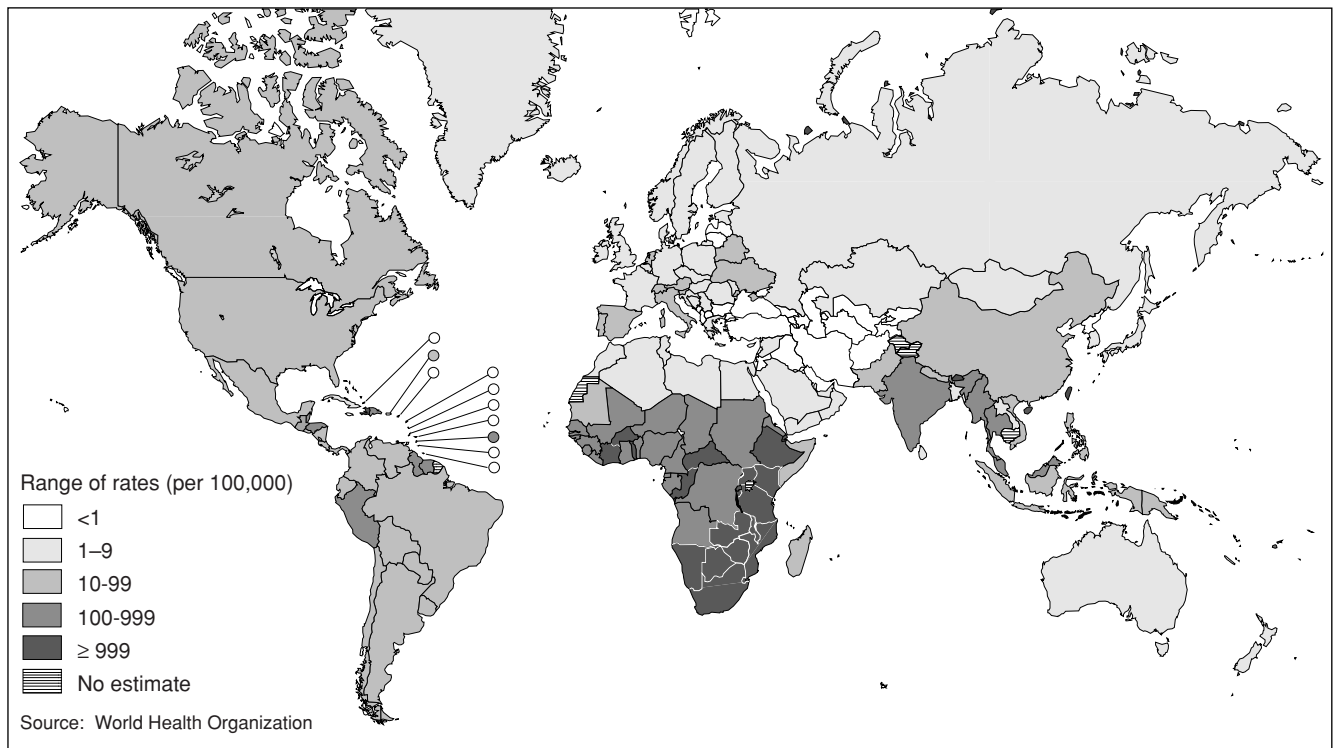 Range of rates (per 100,000)
<1
1–9
10-99
100-999
≥ 999
No estimate
Source: World Health Organization